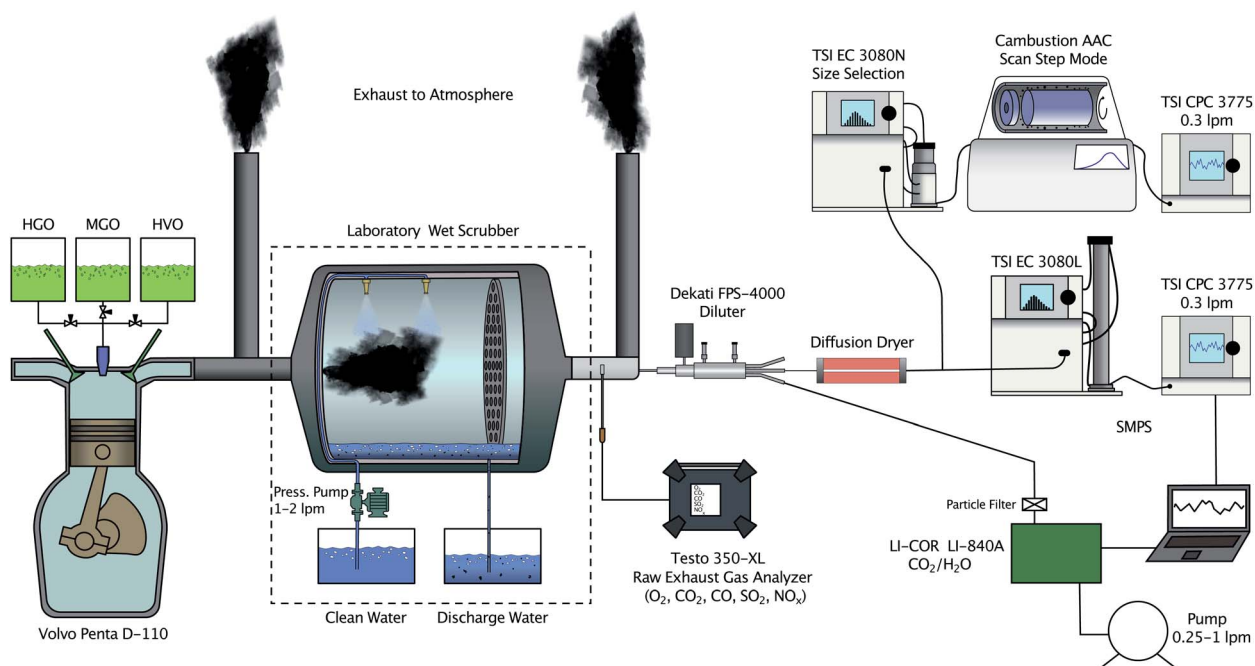 Exhaust to Atmosphere
TSI EC 3080N
Size Selection
Cambustion AAC
Scan Step Mode
TSI CPC 3775
0.3 lpm
HGO
MGO
HVO
Laboratory Wet Scrubber
Dekati FPS-4000
Diluter
Diffusion Dryer
TSI EC 3080L
TSI CPC 3775
0.3 lpm
SMPS
Press. Pump
1-2 lpm
Clean Water
Discharge Water
Volvo Penta D-110
Testo 350-XL
Raw Exhaust Gas Analyzer
(O₂, CO₂, CO, SO₂, NOₓ)
Particle Filter
LI-COR LI-840A
CO₂/H₂O
Pump
0.25-1 lpm